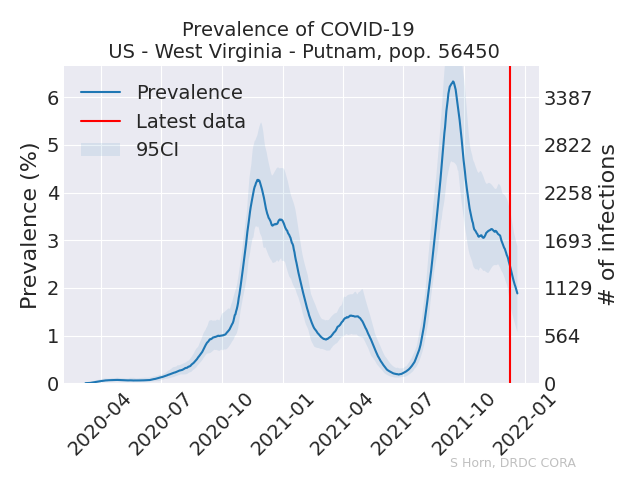 Prevalence of COVID-19
US - West Virginia - Putnam, pop. 56450
Prevalence
Latest data
95CI
Prevalence (%)
6
5
4
3
2
1
0
3387
2822
2258
1693
1129
564
0
# of infections
2020-04
2020-07
2020-10
2021-01
2021-04
2021-07
2021-10
2022-01
S Horn, DRDC CORA